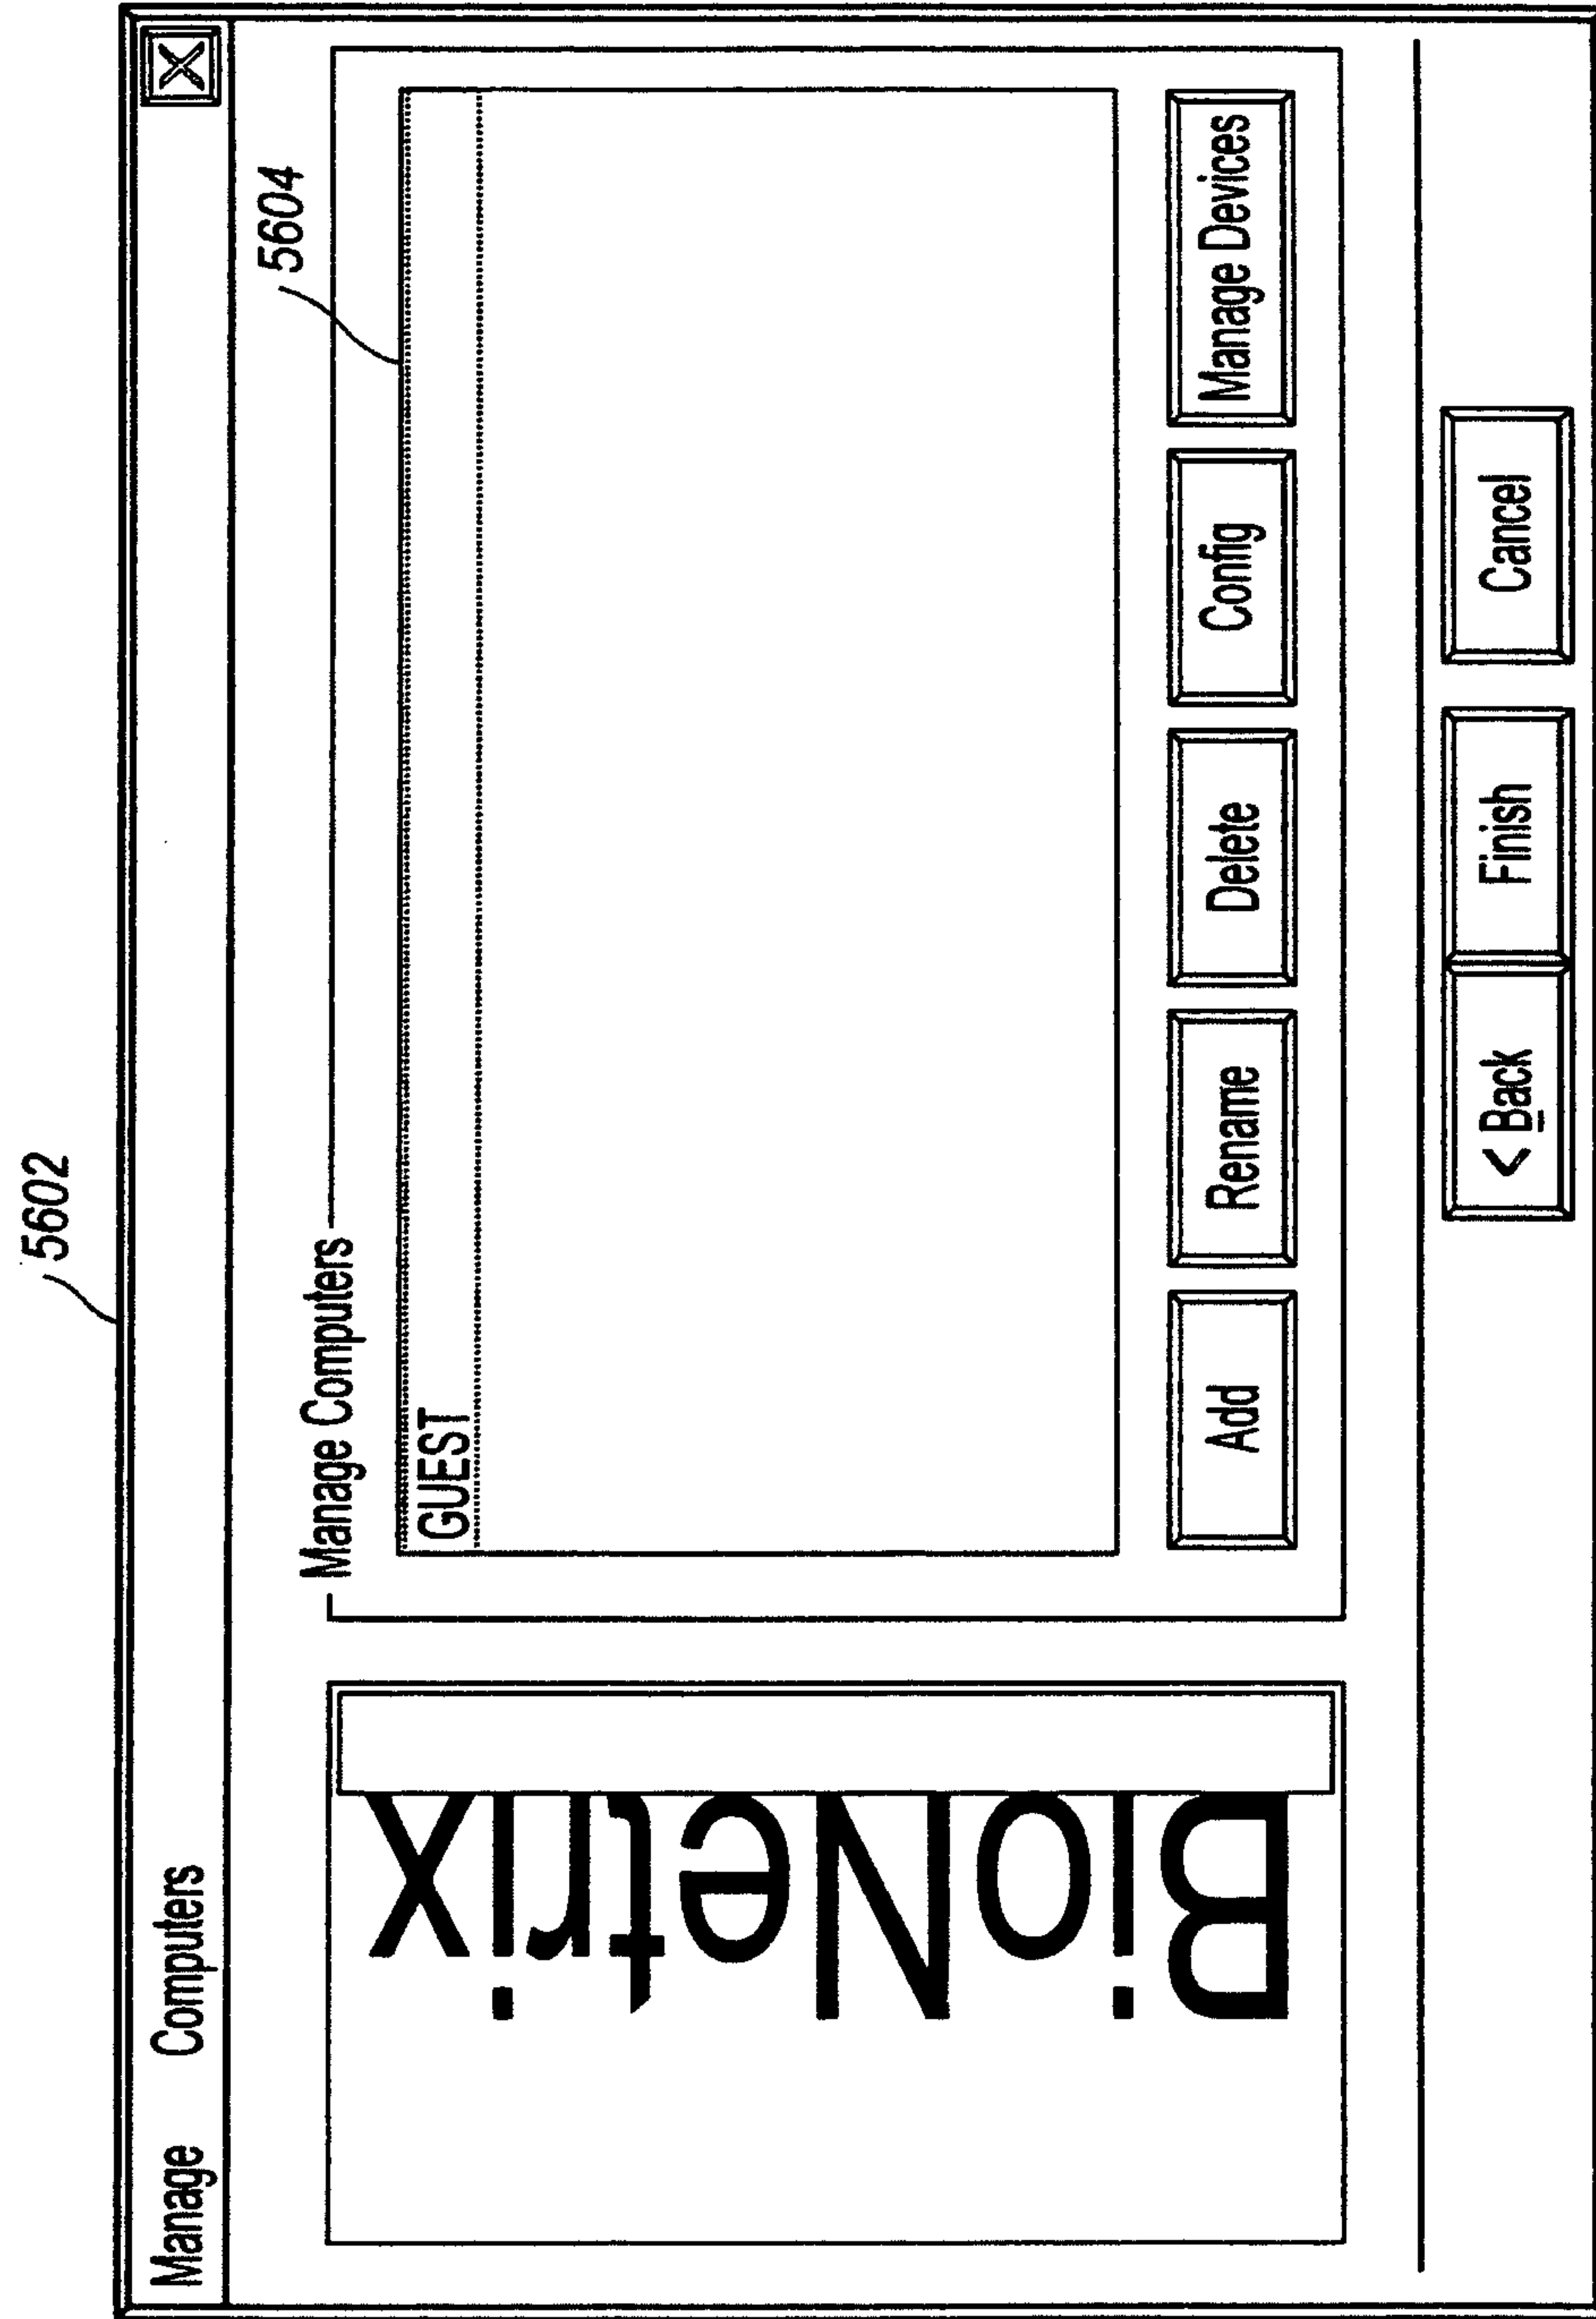 5602
Manage Computers
5604
Manage Computers
GUEST
BioNetrix
Add Rename Delete Config Manage Devices
< Back Finish Cancel